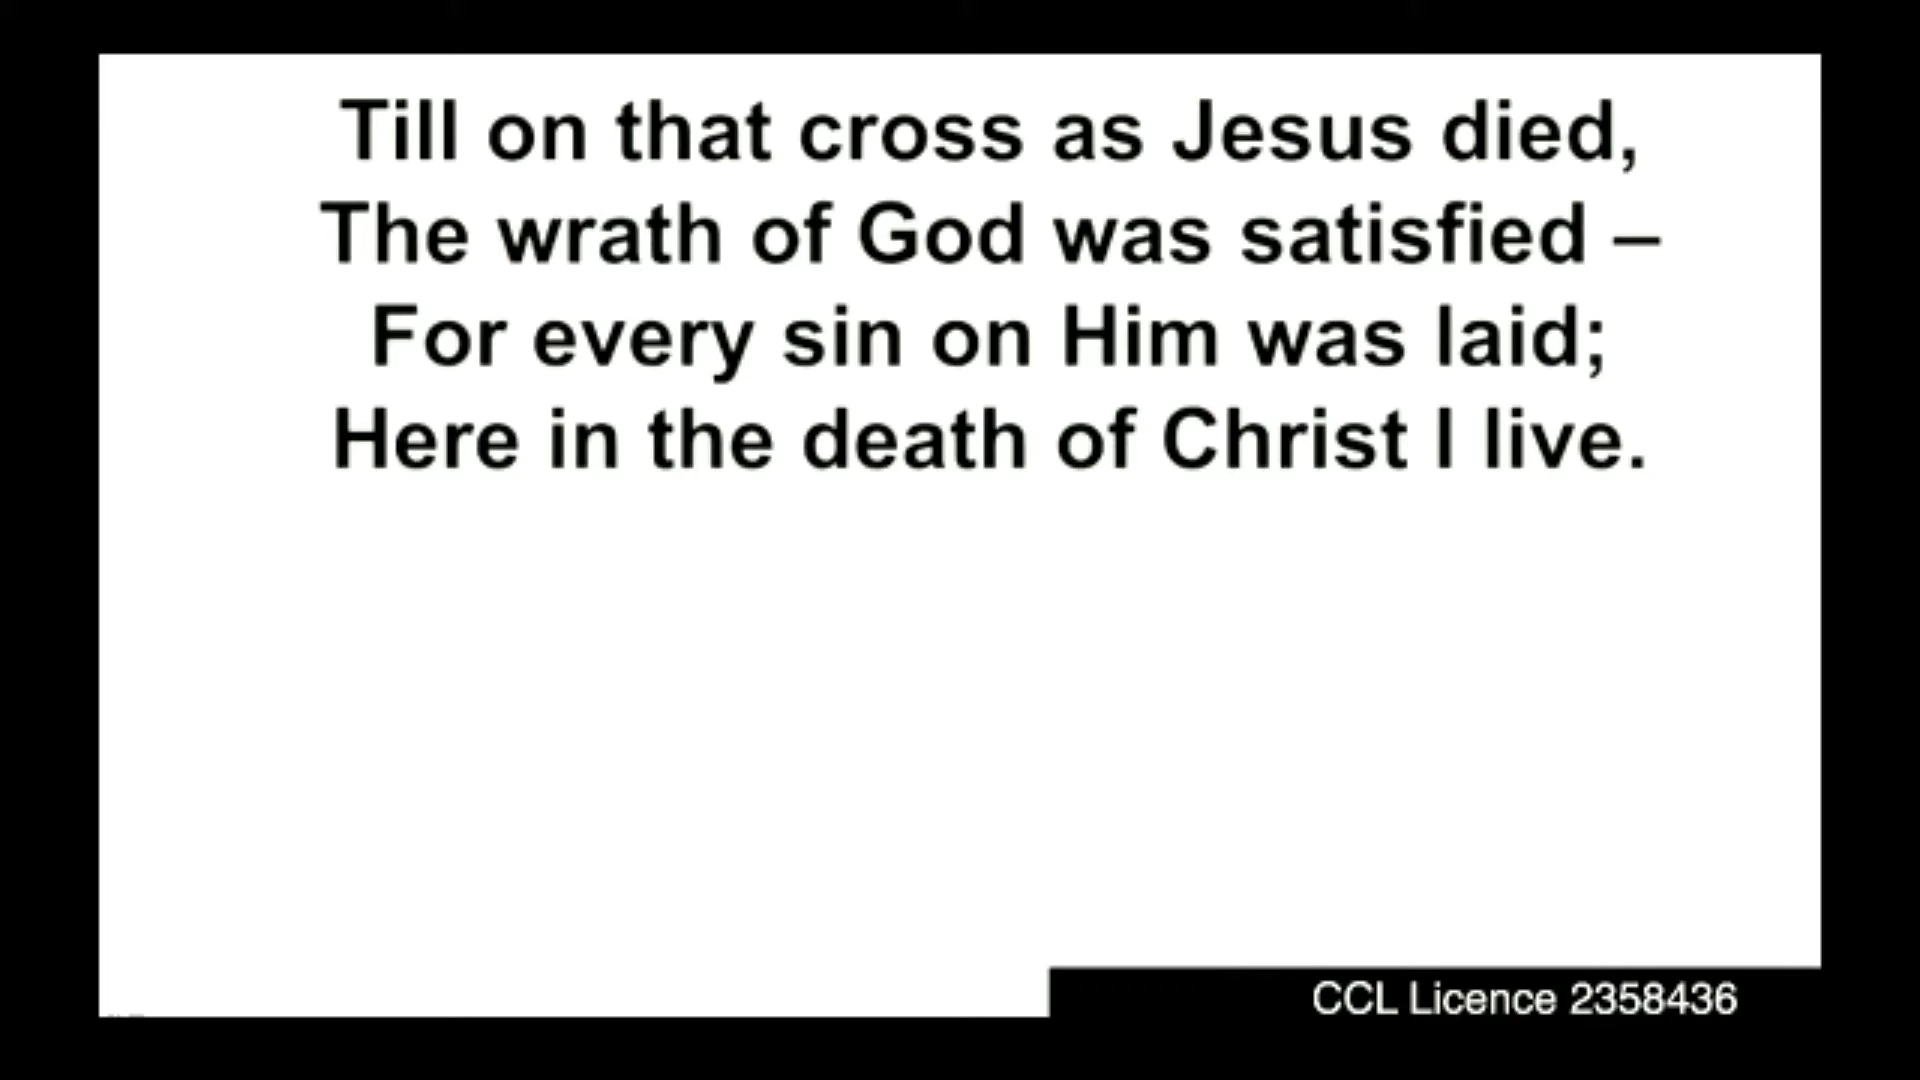 Till on that cross as Jesus died,
The wrath of God was satisfied –
For every sin on Him was laid;
Here in the death of Christ I live.
CCL Licence 2358436